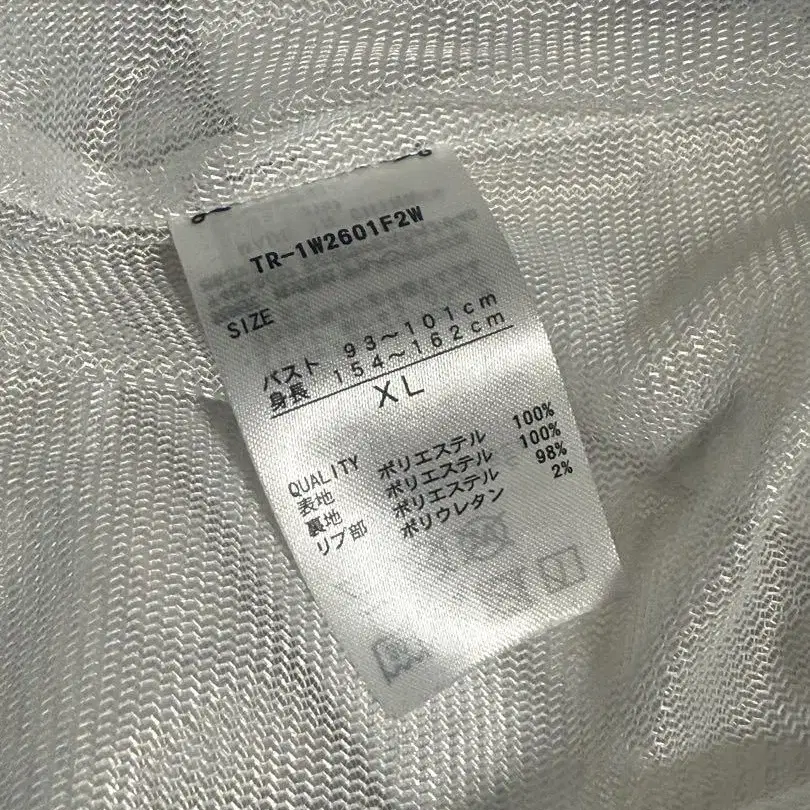 TR-1W2601F2W
SIZE
バスト 93～101cm
身長 154～162cm
XL
QUALITY
表地 ポリエステル 100%
裏地 ポリエステル 100%
リブ部 ポリエステル 98%
ポリウレタン 2%